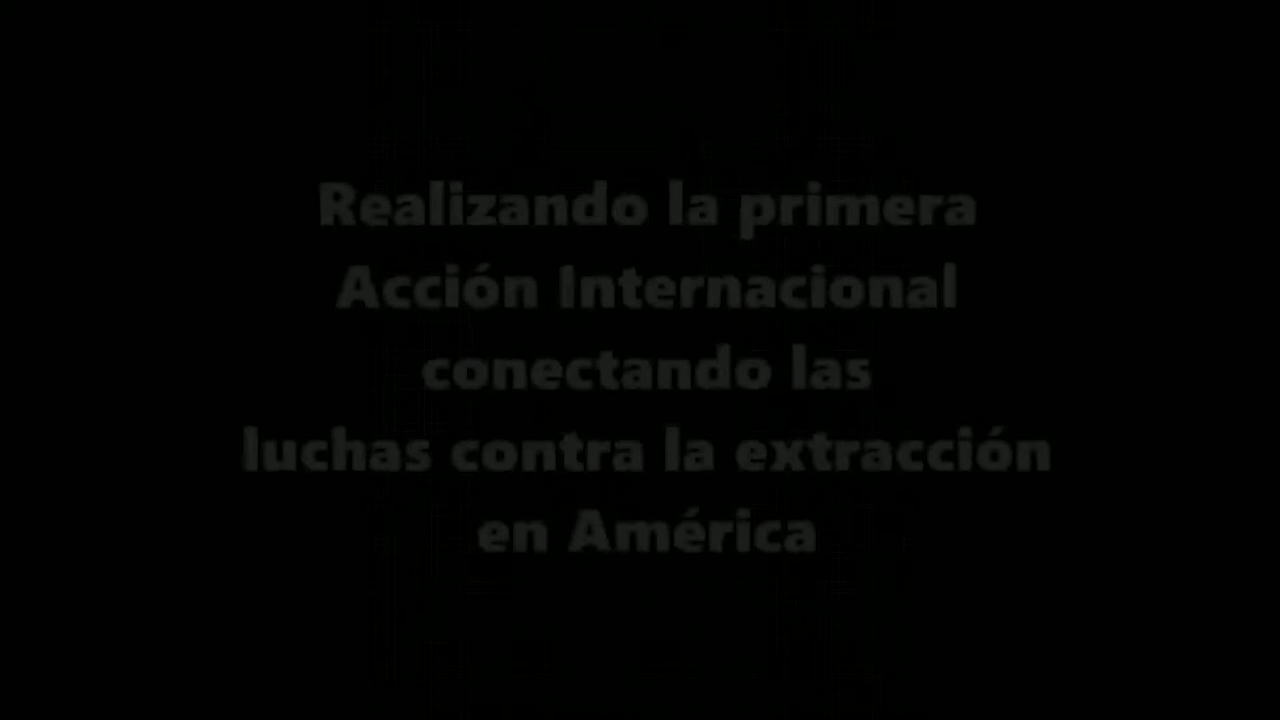 Realizando la primera
Acción Internacional
conectando las
luchas contra la extracción
en América